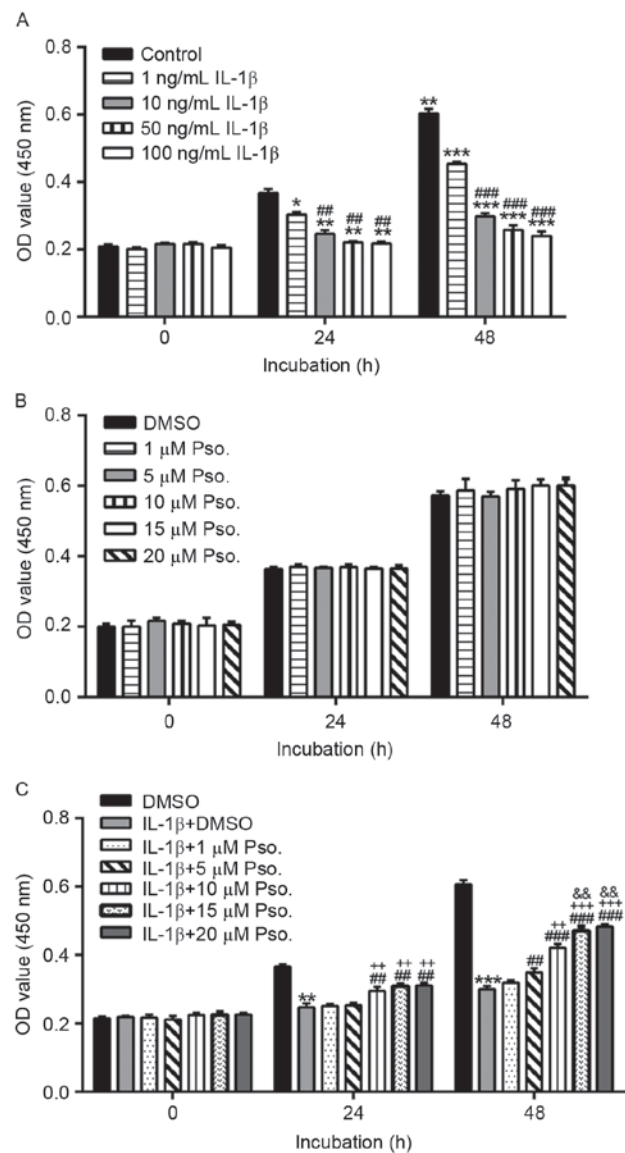 A
OD value (450 nm)
0.8
0.6
0.4
0.2
0.0
Control
1 ng/mL IL-1β
10 ng/mL IL-1β
50 ng/mL IL-1β
100 ng/mL IL-1β
*
##
**
##
**
##
**
**
***
###
***
###
***
###
***
0 24 48
Incubation (h)
B
OD value (450 nm)
0.8
0.6
0.4
0.2
0.0
DMSO
1 μM Pso.
5 μM Pso.
10 μM Pso.
15 μM Pso.
20 μM Pso.
0 24 48
Incubation (h)
C
OD value (450 nm)
0.8
0.6
0.4
0.2
0.0
DMSO
IL-1β+DMSO
IL-1β+1 μM Pso.
IL-1β+5 μM Pso.
IL-1β+10 μM Pso.
IL-1β+15 μM Pso.
IL-1β+20 μM Pso.
**
++
##
++
##
++
##
***
##
++
###
&&
+++
###
&&
+++
###
0 24 48
Incubation (h)